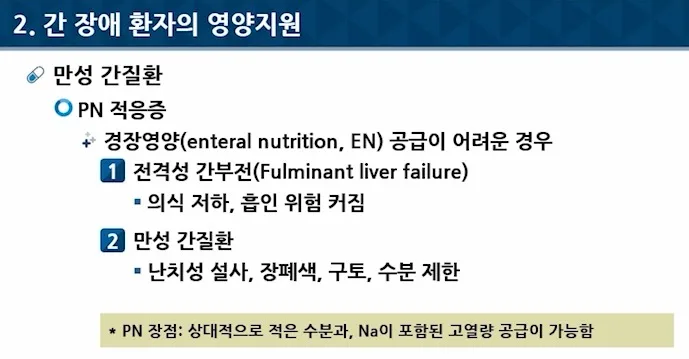 2. 간 장애 환자의 영양지원
만성 간질환
PN 적응증
경장영양(enteral nutrition, EN) 공급이 어려운 경우
1 전격성 간부전(Fulminant liver failure)
▪ 의식 저하, 흡인 위험 커짐
2 만성 간질환
▪ 난치성 설사, 장폐색, 구토, 수분 제한
* PN 장점: 상대적으로 적은 수분과, Na이 포함된 고열량 공급이 가능함